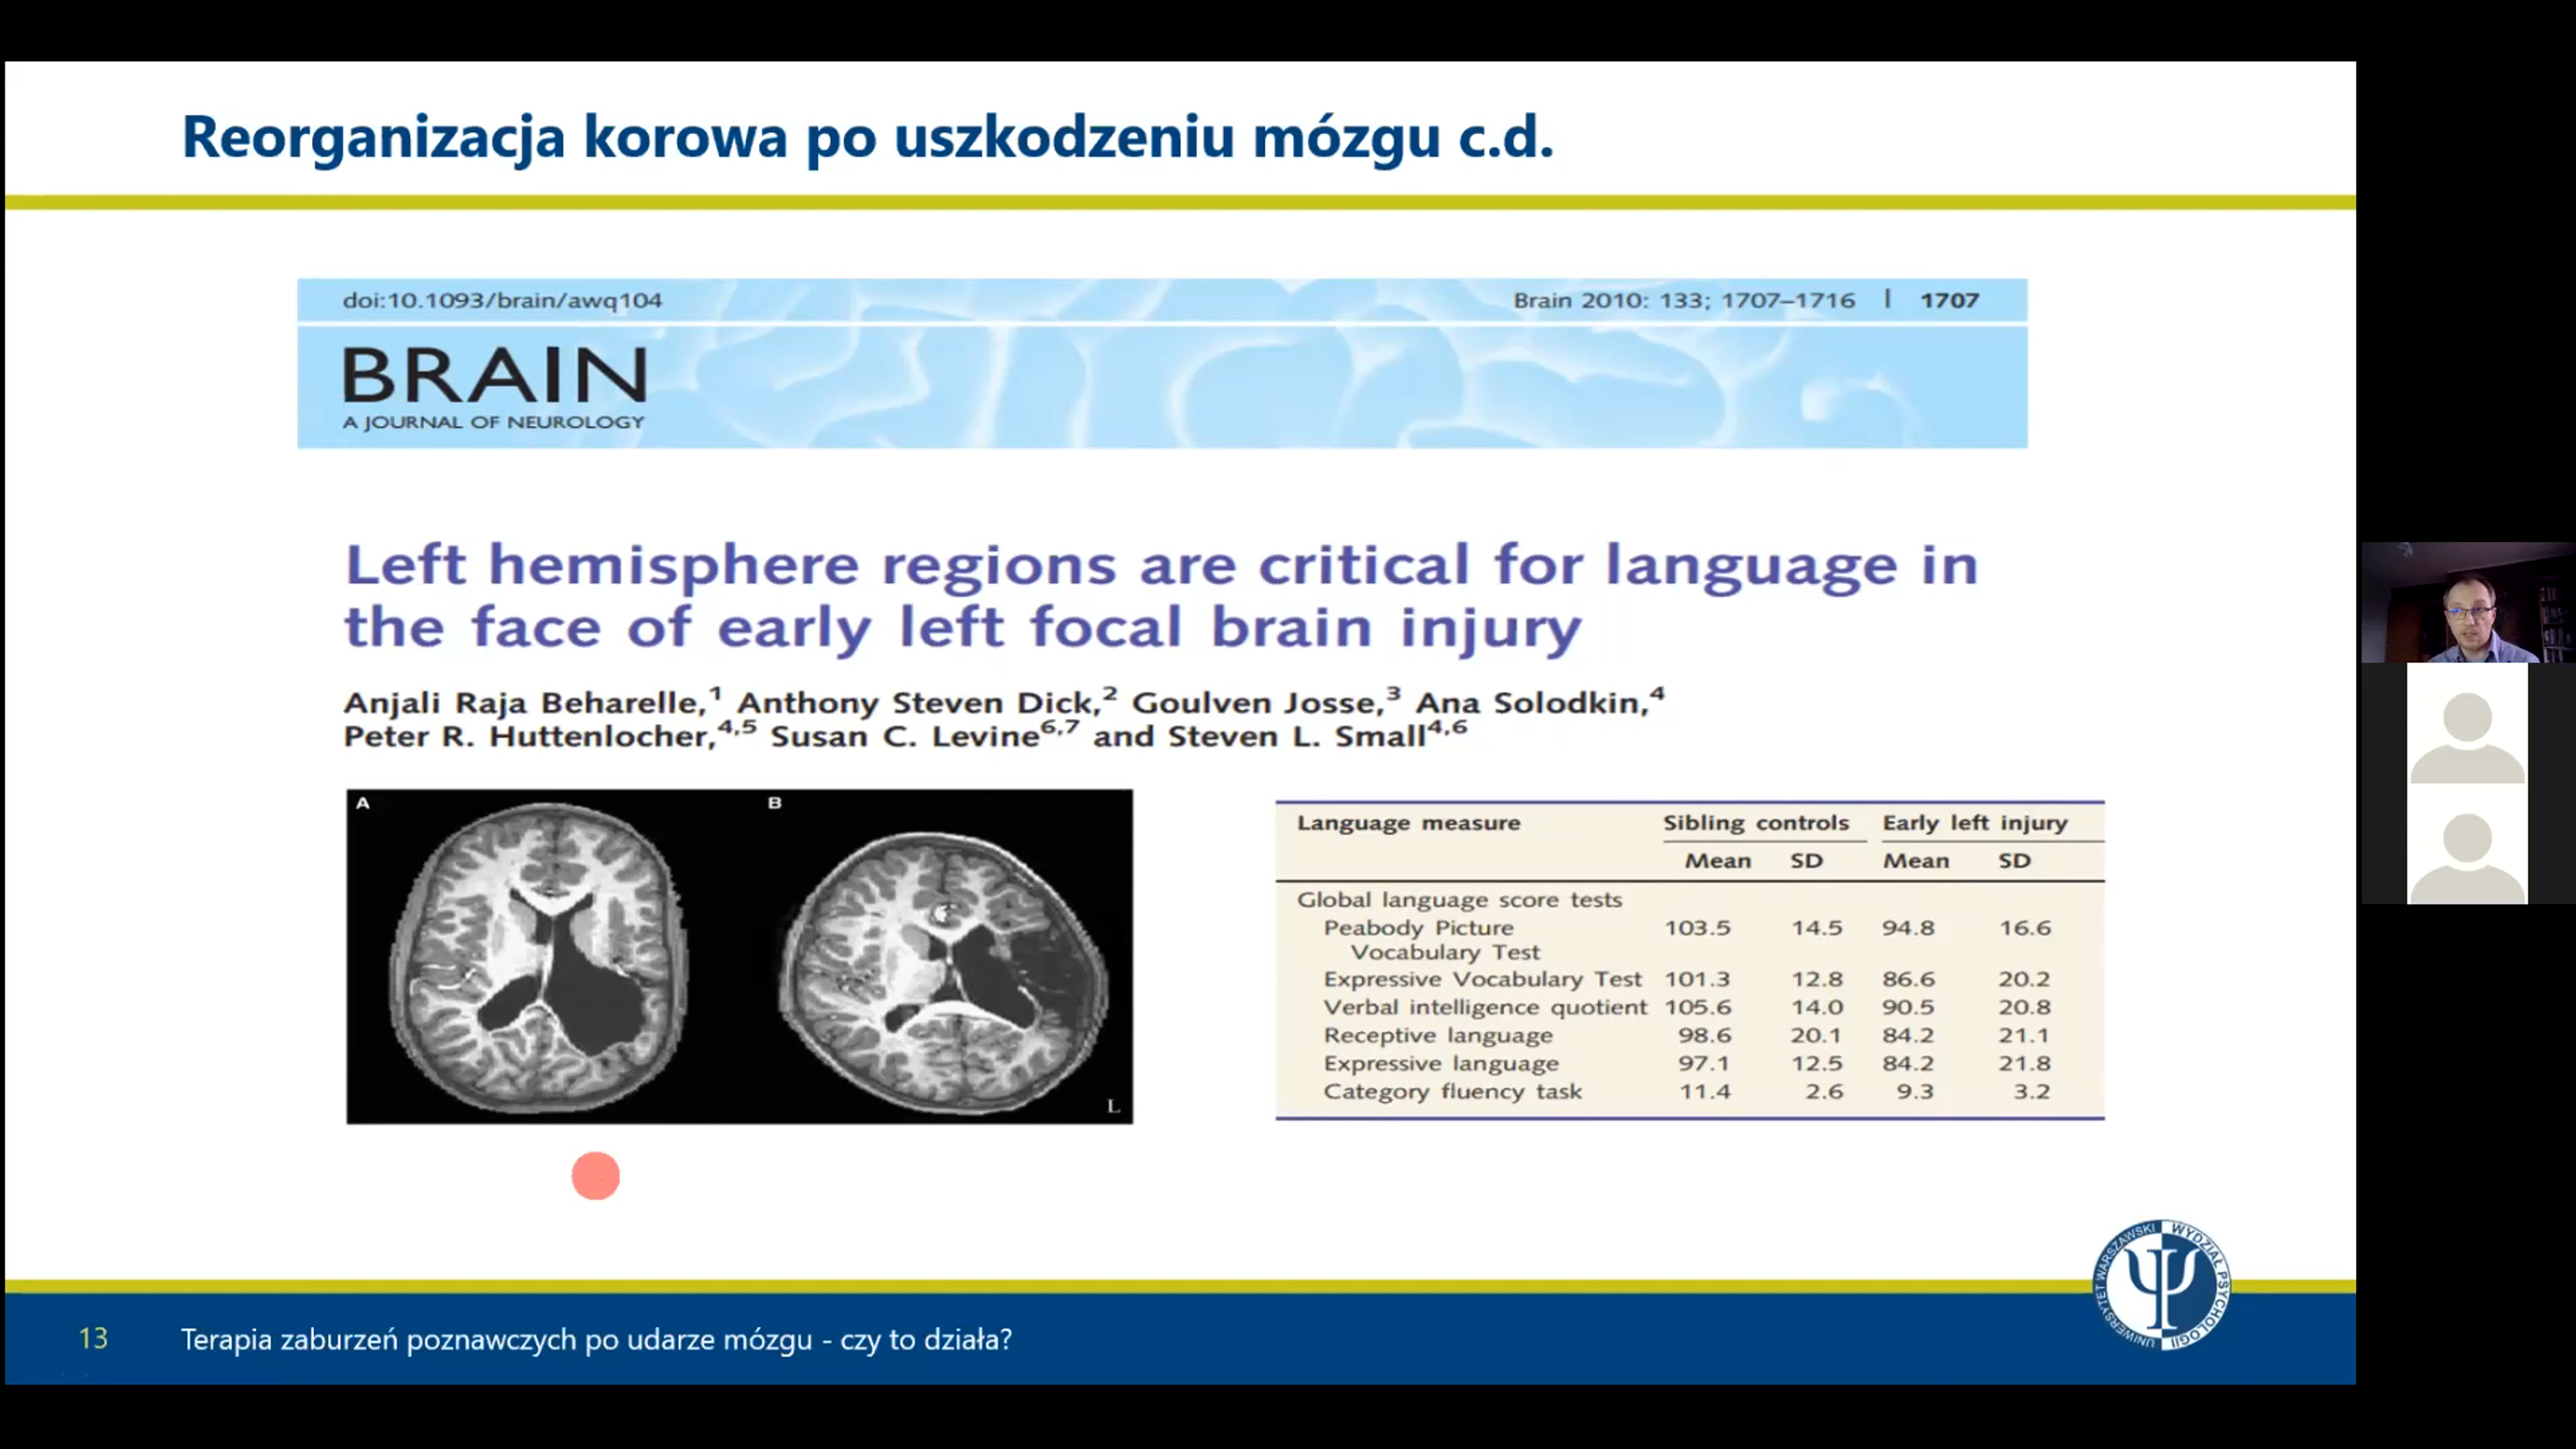 Reorganizacja korowa po uszkodzeniu mózgu c.d.
doi:10.1093/brain/awq104
Brain 2010: 133; 1707–1716 | 1707
BRAIN
A JOURNAL OF NEUROLOGY
Left hemisphere regions are critical for language in
the face of early left focal brain injury
Anjali Raja Beharelle,1 Anthony Steven Dick,2 Goulven Josse,3 Ana Solodkin,4
Peter R. Huttenlocher,4,5 Susan C. Levine6,7 and Steven L. Small4,6
A B
L
Language measure Sibling controls Early left injury
Mean SD Mean SD
Global language score tests
Peabody Picture 103.5 14.5 94.8 16.6
Vocabulary Test
Expressive Vocabulary Test 101.3 12.8 86.6 20.2
Verbal intelligence quotient 105.6 14.0 90.5 20.8
Receptive language 98.6 20.1 84.2 21.1
Expressive language 97.1 12.5 84.2 21.8
Category fluency task 11.4 2.6 9.3 3.2
UNIWERSYTET WARSZAWSKI WYDZIAŁ PSYCHOLOGII
13 Terapia zaburzeń poznawczych po udarze mózgu - czy to działa?